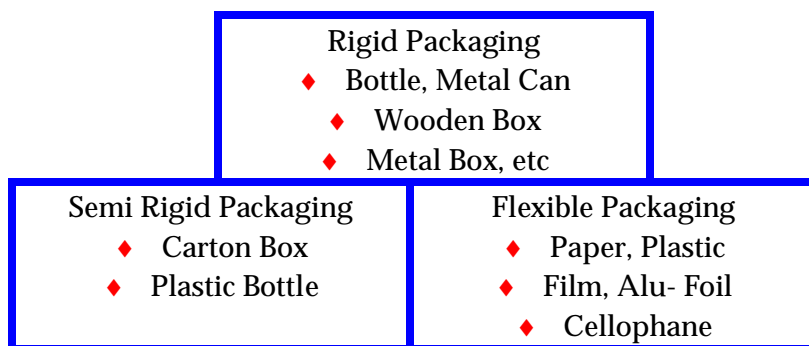 Rigid Packaging
♦ Bottle, Metal Can
♦ Wooden Box
♦ Metal Box, etc
Semi Rigid Packaging
♦ Carton Box
♦ Plastic Bottle
Flexible Packaging
♦ Paper, Plastic
♦ Film, Alu- Foil
♦ Cellophane